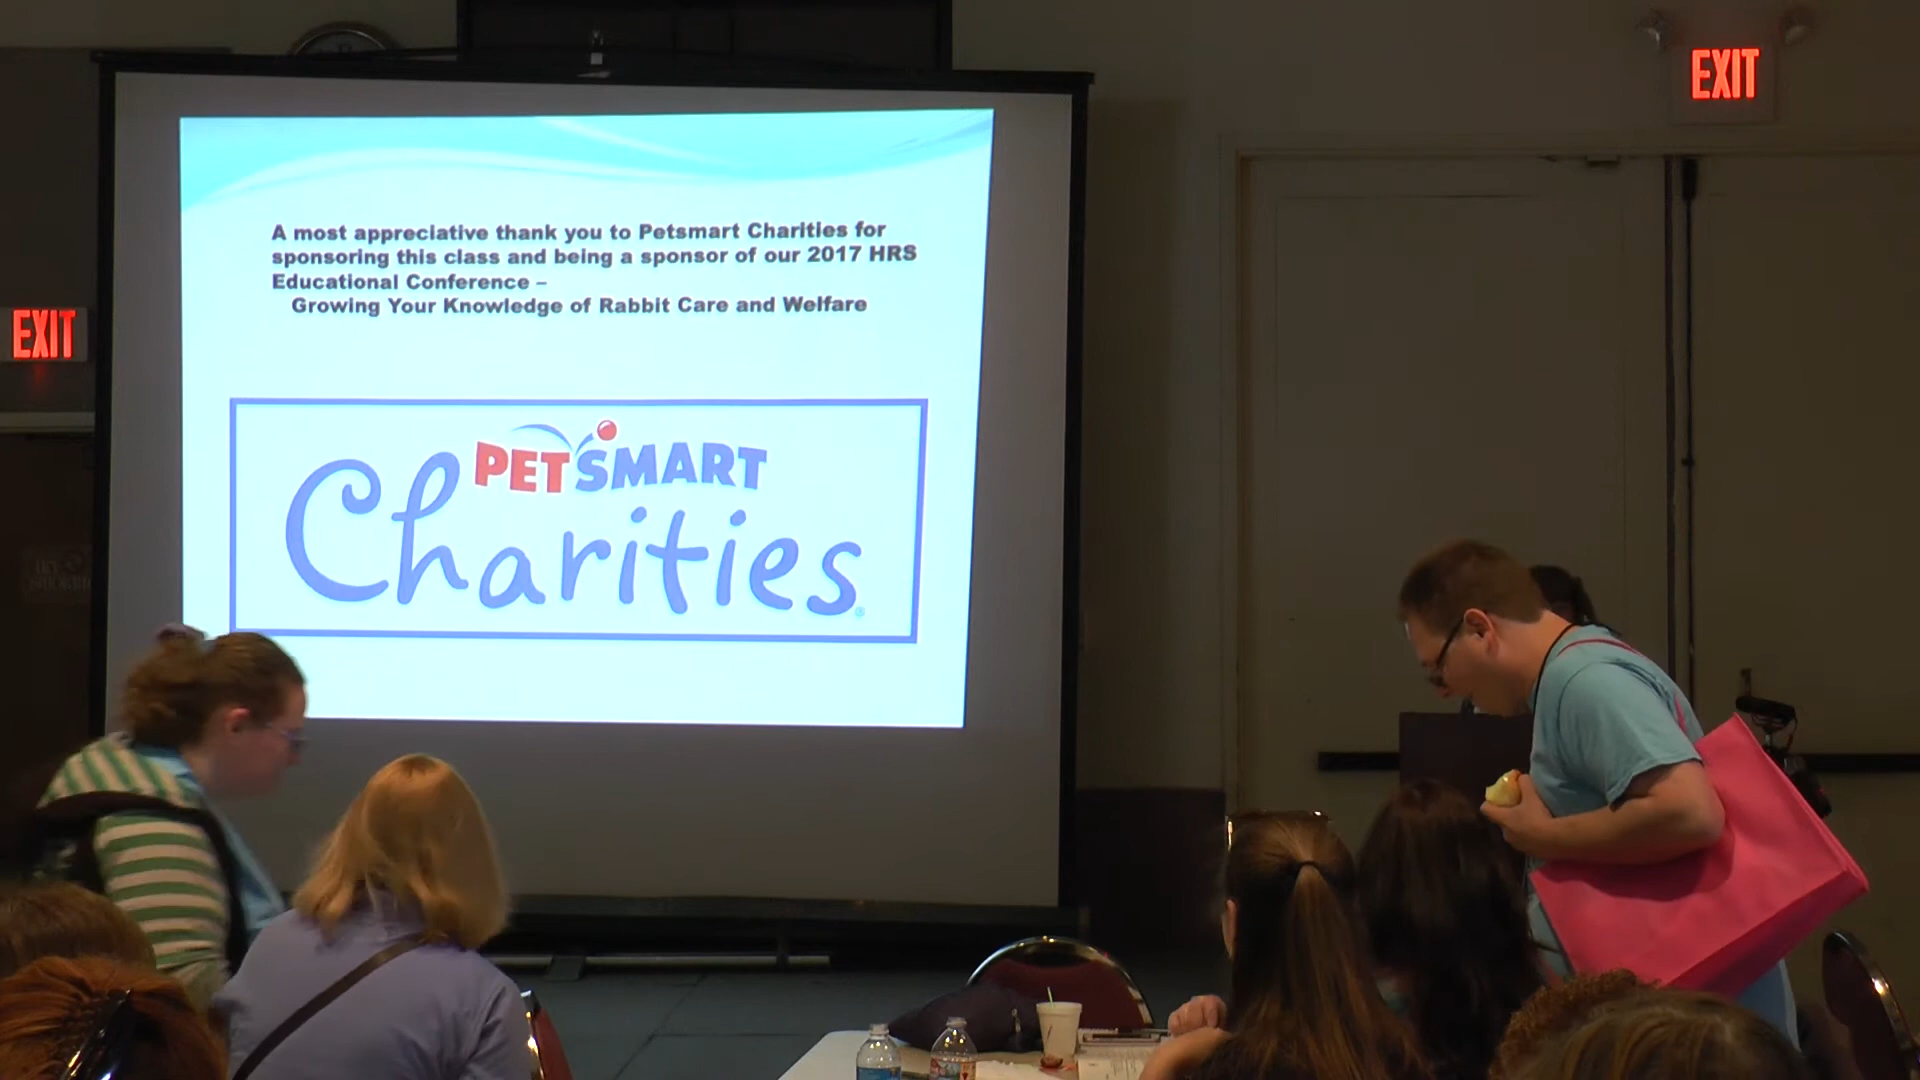 EXIT
A most appreciative thank you to Petsmart Charities for
sponsoring this class and being a sponsor of our 2017 HRS
Educational Conference –
Growing Your Knowledge of Rabbit Care and Welfare
PETSMART
Charities®
EXIT